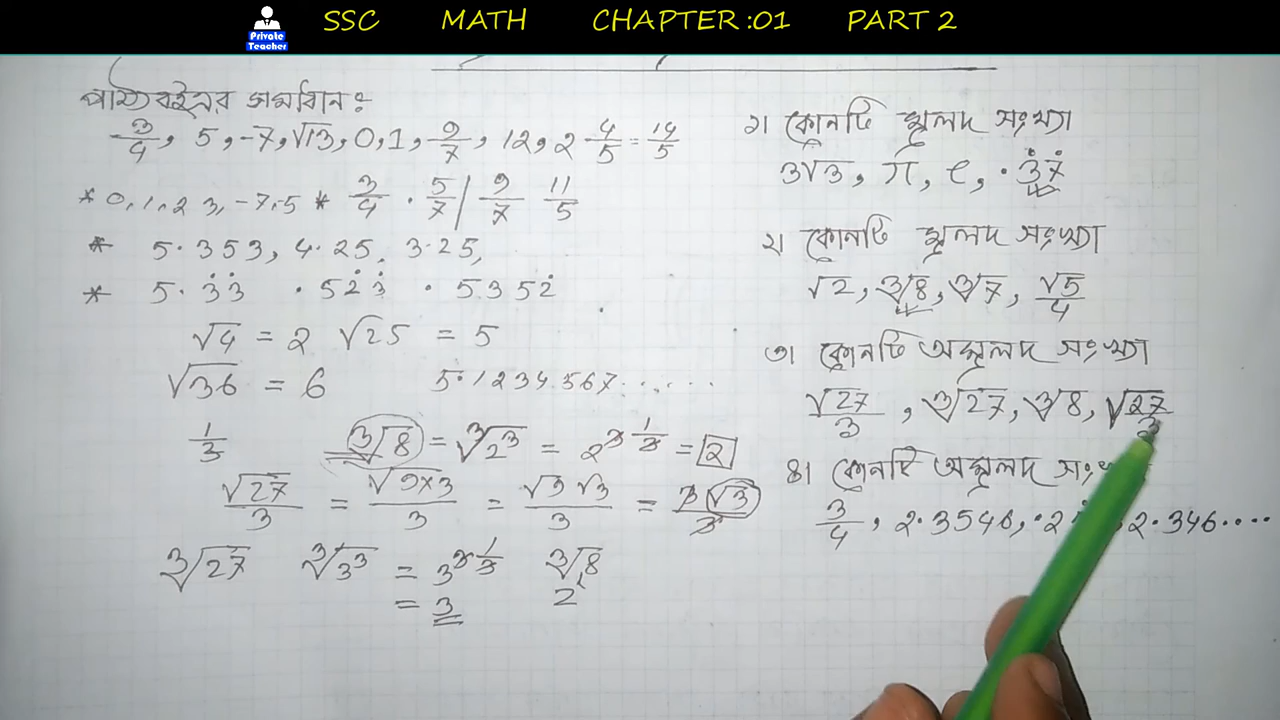 Private Teacher
SSC MATH CHAPTER :01 PART 2
পাঠ্যবইয়ের সমাধান ঃ
3/4, 5, -7, √13, 0, 1, 9/7, 12, 2 4/5 = 14/5
* 0, 1, 2 3, -7, 5 * 3/4 . 5/7 | 9/7 11/5
* 5.353, 4.25, 3.25,
* 5.3̇3̇ .52̇3̇ .5352̇
√4 = 2 √25 = 5
√36 = 6 5.1234567......
1/3 ∛8 = ∛2³ = 2^(3·1/3) = 2
√27/3 = √9×3/3 = √9 √3/3 = 3√3/3
∛27 ∛3³ = 3^(3·1/3) ∛8
= 3 2
১। কোনটি মূলদ সংখ্যা
3√3, π, e, .3̇7̇
২। কোনটি মূলদ সংখ্যা
√2, ∛8, ∛7, √5/4
৩। কোনটি অমূলদ সংখ্যা
√27/3, ∛27, ∛8, √27/3
৪। কোনটি অমূলদ
3/4, 2.3546, .2 2.346....